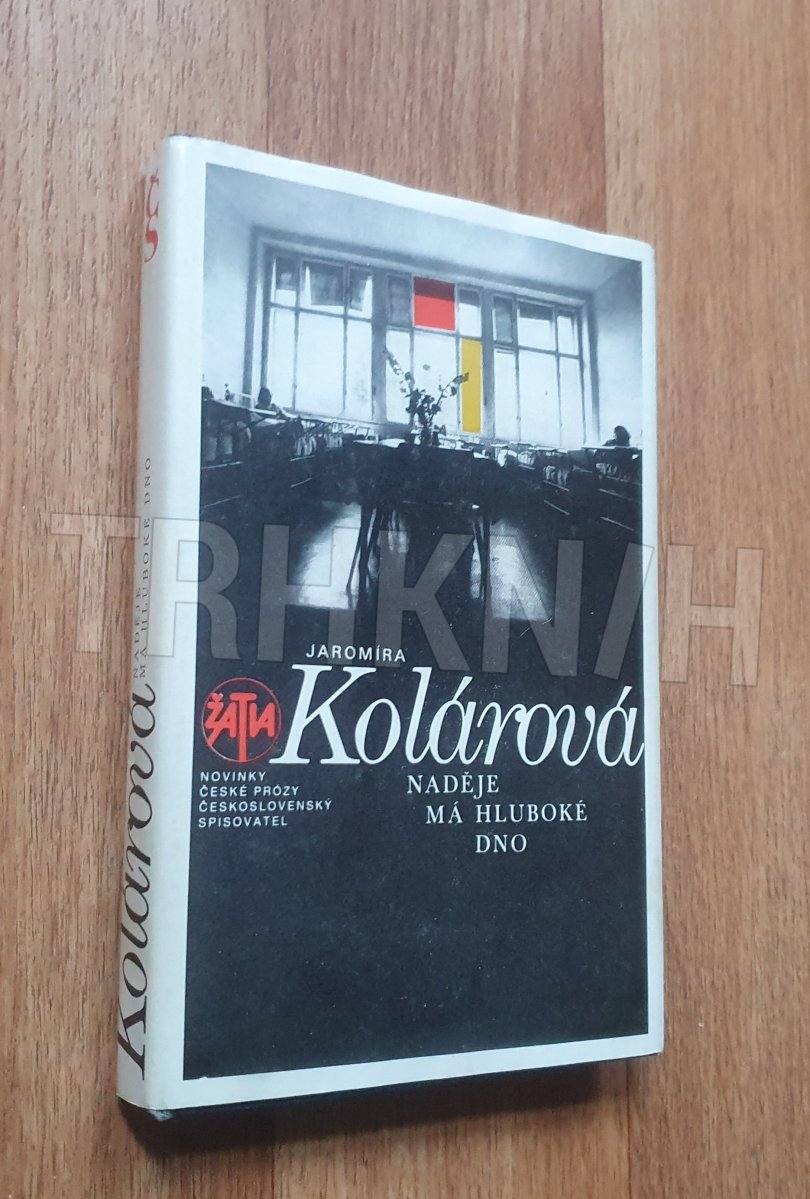 JAROMÍRA
Kolárová
ŽATVA
NOVINKY
ČESKÉ PRÓZY
ČESKOSLOVENSKÝ
SPISOVATEL
NADĚJE
MÁ HLUBOKÉ
DNO
Kolárová
NADĚJE
MÁ HLUBOKÉ DNO
TRHKNIH